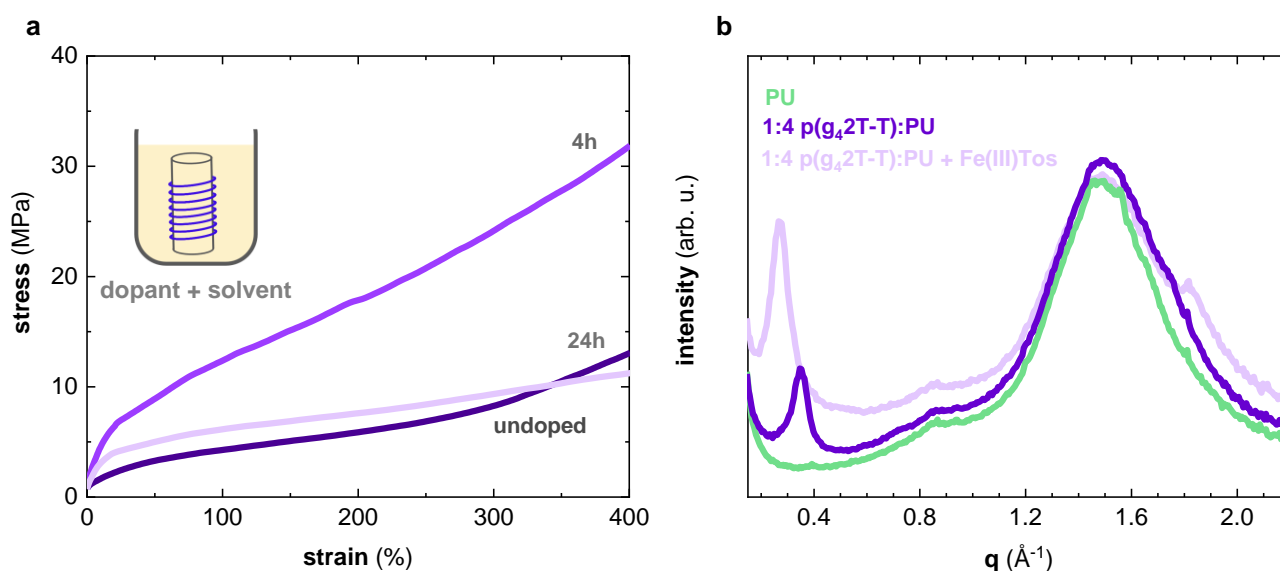 a
40
30
20
10
0
stress (MPa)
4h
24h
undoped
dopant + solvent
0
100
200
300
400
strain (%)
b
PU
1:4 p(g₄2T-T):PU
1:4 p(g₄2T-T):PU + Fe(III)Tos
intensity (arb. u.)
0.4
0.8
1.2
1.6
2.0
q (Å⁻¹)